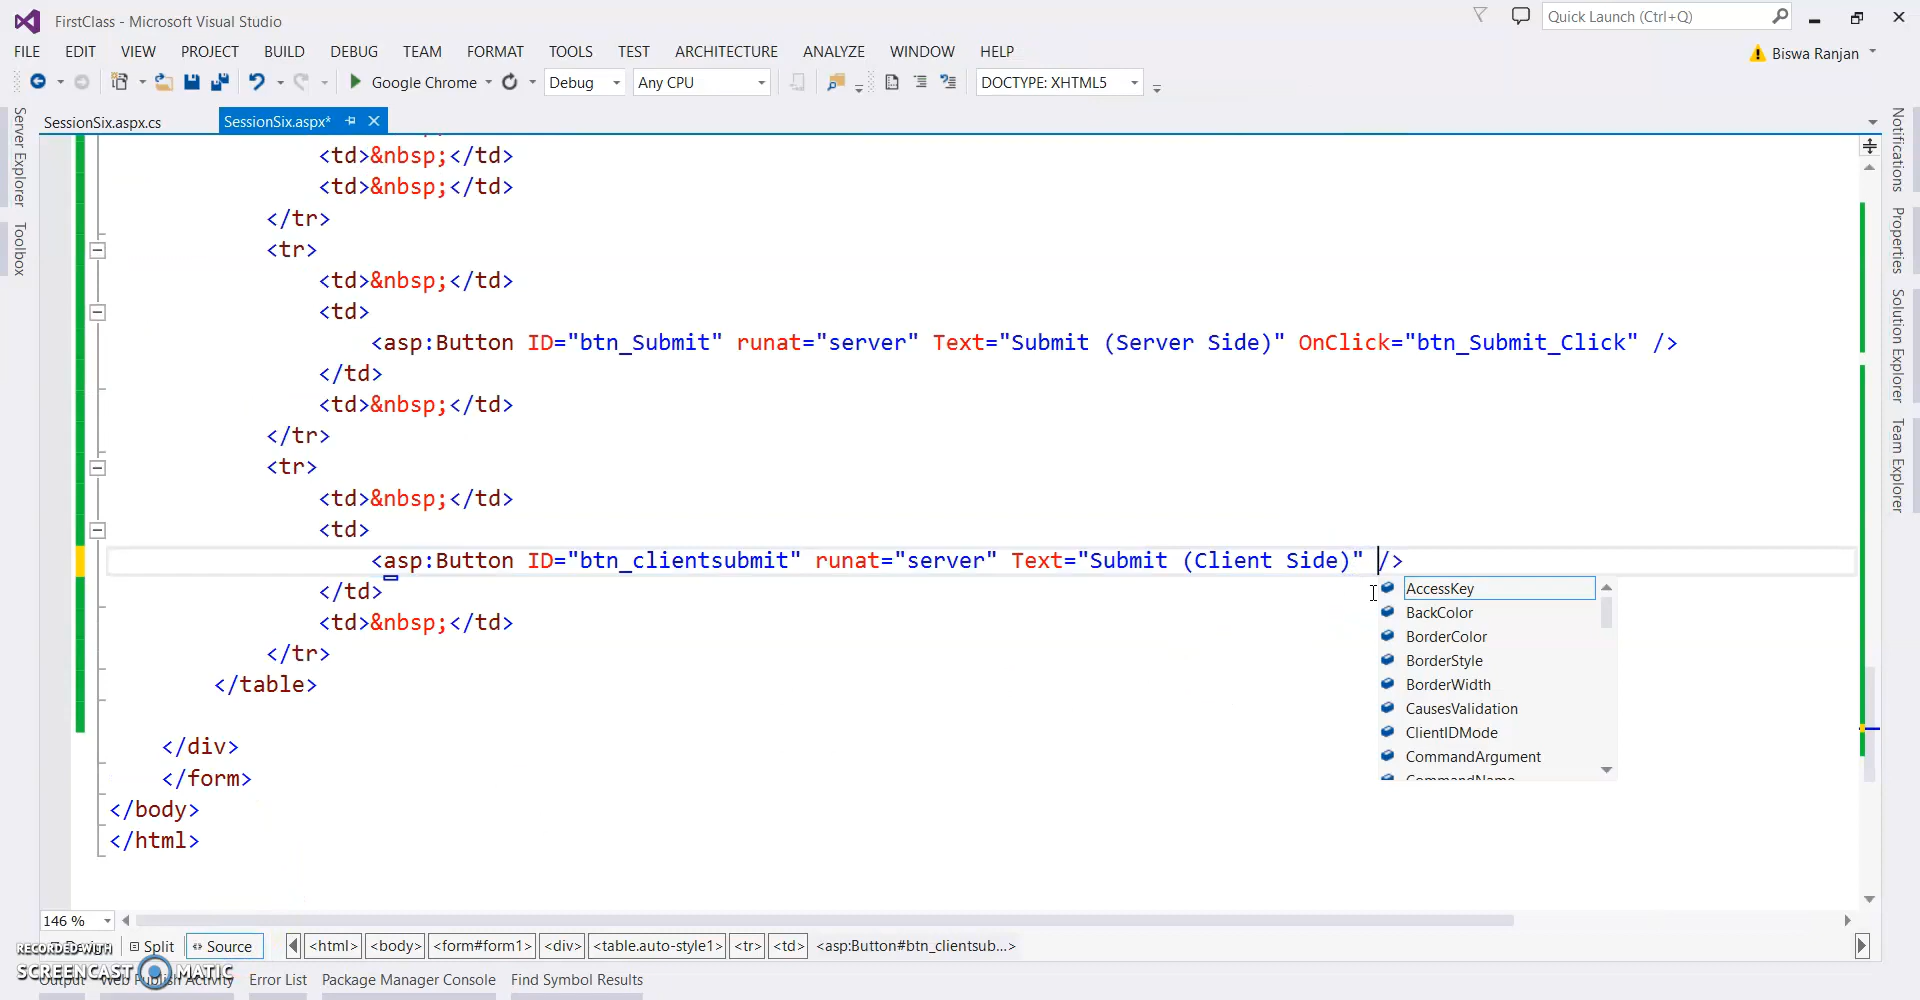 FirstClass - Microsoft Visual Studio
Quick Launch (Ctrl+Q)
FILE EDIT VIEW PROJECT BUILD DEBUG TEAM FORMAT TOOLS TEST ARCHITECTURE ANALYZE WINDOW HELP
Biswa Ranjan
Google Chrome Debug Any CPU DOCTYPE: XHTML5
SessionSix.aspx.cs SessionSix.aspx*
Server Explorer
Toolbox
Notifications
Properties
Solution Explorer
Team Explorer
<td>&nbsp;</td>
<td>&nbsp;</td>
</tr>
<tr>
<td>&nbsp;</td>
<td>
<asp:Button ID="btn_Submit" runat="server" Text="Submit (Server Side)" OnClick="btn_Submit_Click" />
</td>
<td>&nbsp;</td>
</tr>
<tr>
<td>&nbsp;</td>
<td>
<asp:Button ID="btn_clientsubmit" runat="server" Text="Submit (Client Side)" />
</td>
<td>&nbsp;</td>
</tr>
</table>
</div>
</form>
</body>
</html>
AccessKey
BackColor
BorderColor
BorderStyle
BorderWidth
CausesValidation
ClientIDMode
CommandArgument
CommandName
146 %
Split Source <html> <body> <form#form1> <div> <table.auto-style1> <tr> <td> <asp:Button#btn_clientsub...>
RECORDED WITH
SCREENCAST MATIC
Output Web Publish Activity Error List Package Manager Console Find Symbol Results